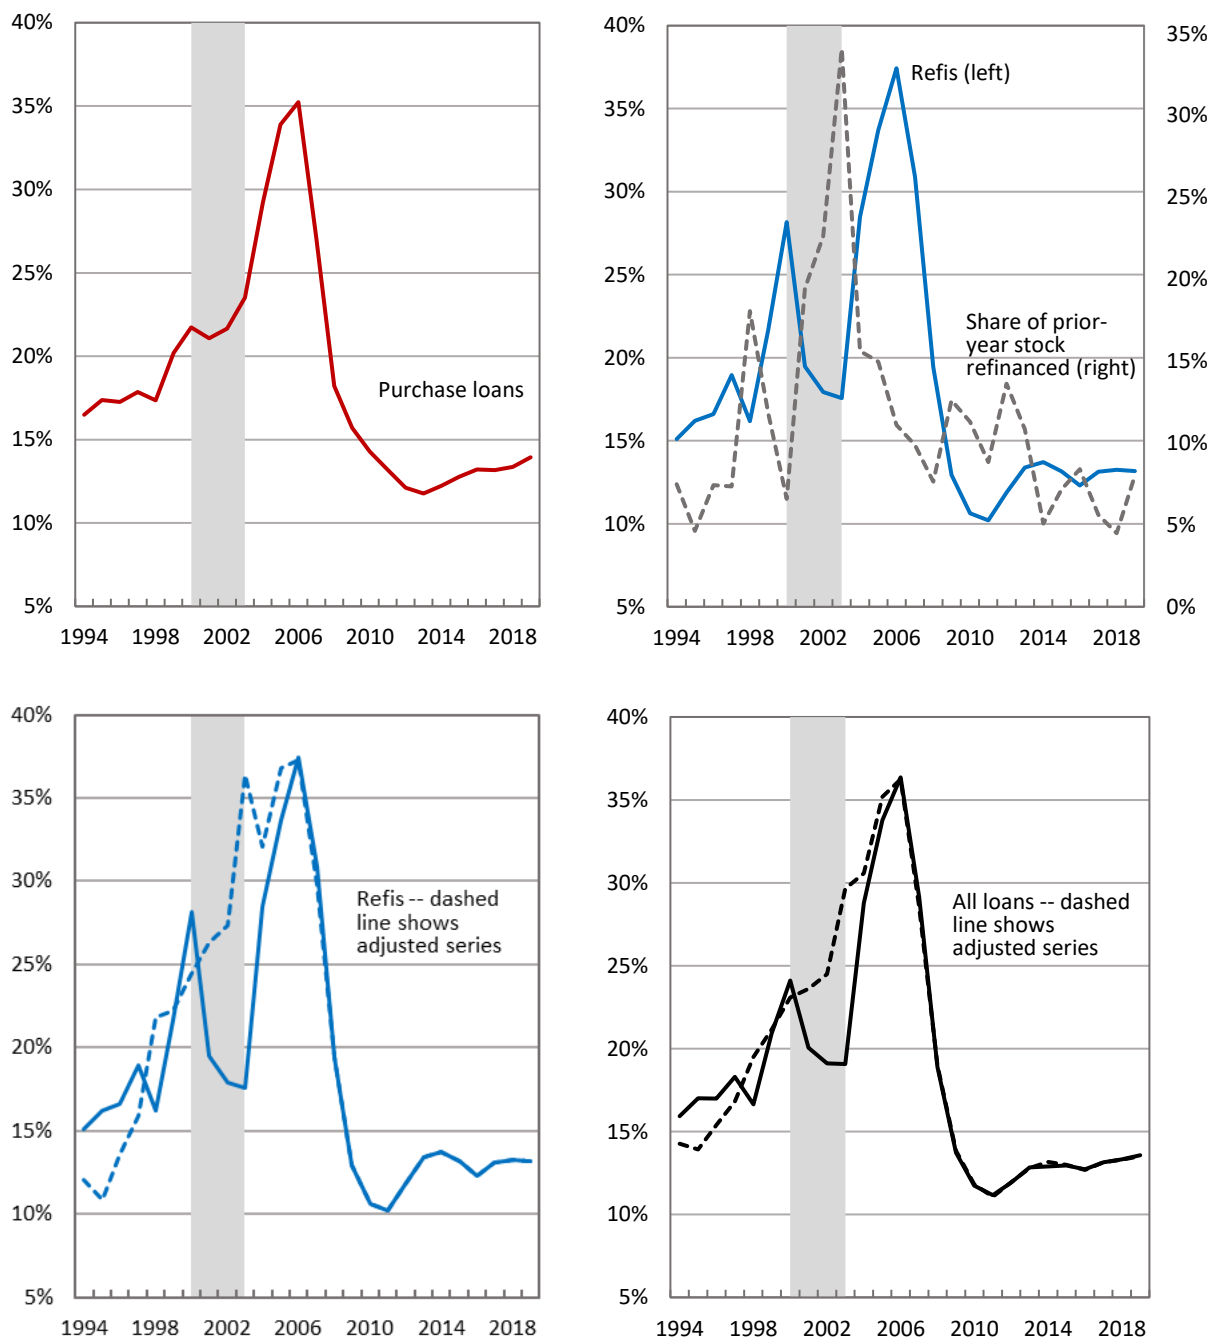 40%
35%
30%
25%
20%
15%
10%
5%
Purchase loans
1994 1998 2002 2006 2010 2014 2018
40%
35%
30%
25%
20%
15%
10%
5%
Refis (left)
Share of prior-
year stock
refinanced (right)
35%
30%
25%
20%
15%
10%
5%
0%
1994 1998 2002 2006 2010 2014 2018
40%
35%
30%
25%
20%
15%
10%
5%
Refis -- dashed
line shows
adjusted series
1994 1998 2002 2006 2010 2014 2018
40%
35%
30%
25%
20%
15%
10%
5%
All loans -- dashed
line shows
adjusted series
1994 1998 2002 2006 2010 2014 2018